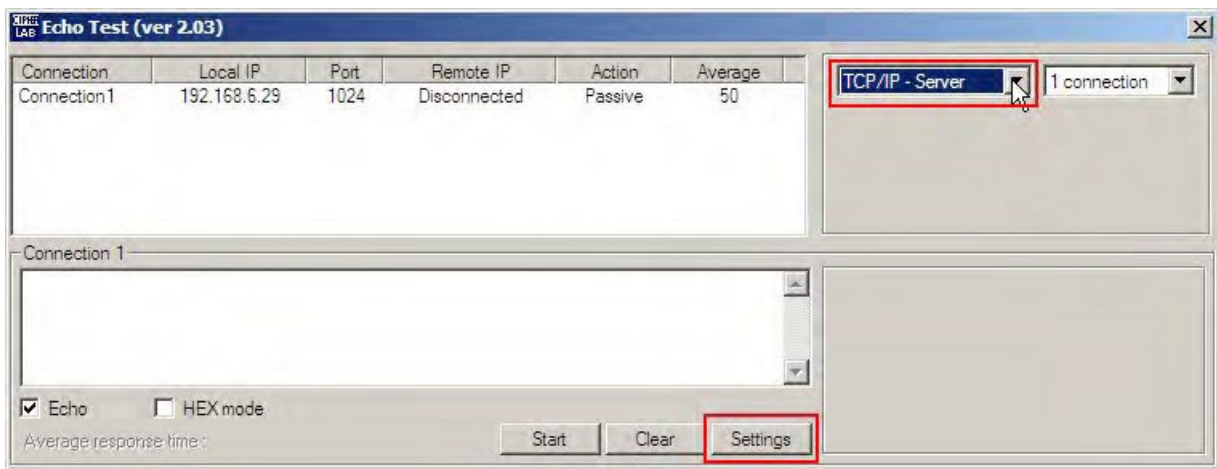 CIPHER LAB Echo Test (ver 2.03)
Connection Local IP Port Remote IP Action Average
Connection1 192.168.6.29 1024 Disconnected Passive 50
TCP/IP - Server 1 connection
Connection 1
Echo HEX mode
Average response time :
Start Clear Settings